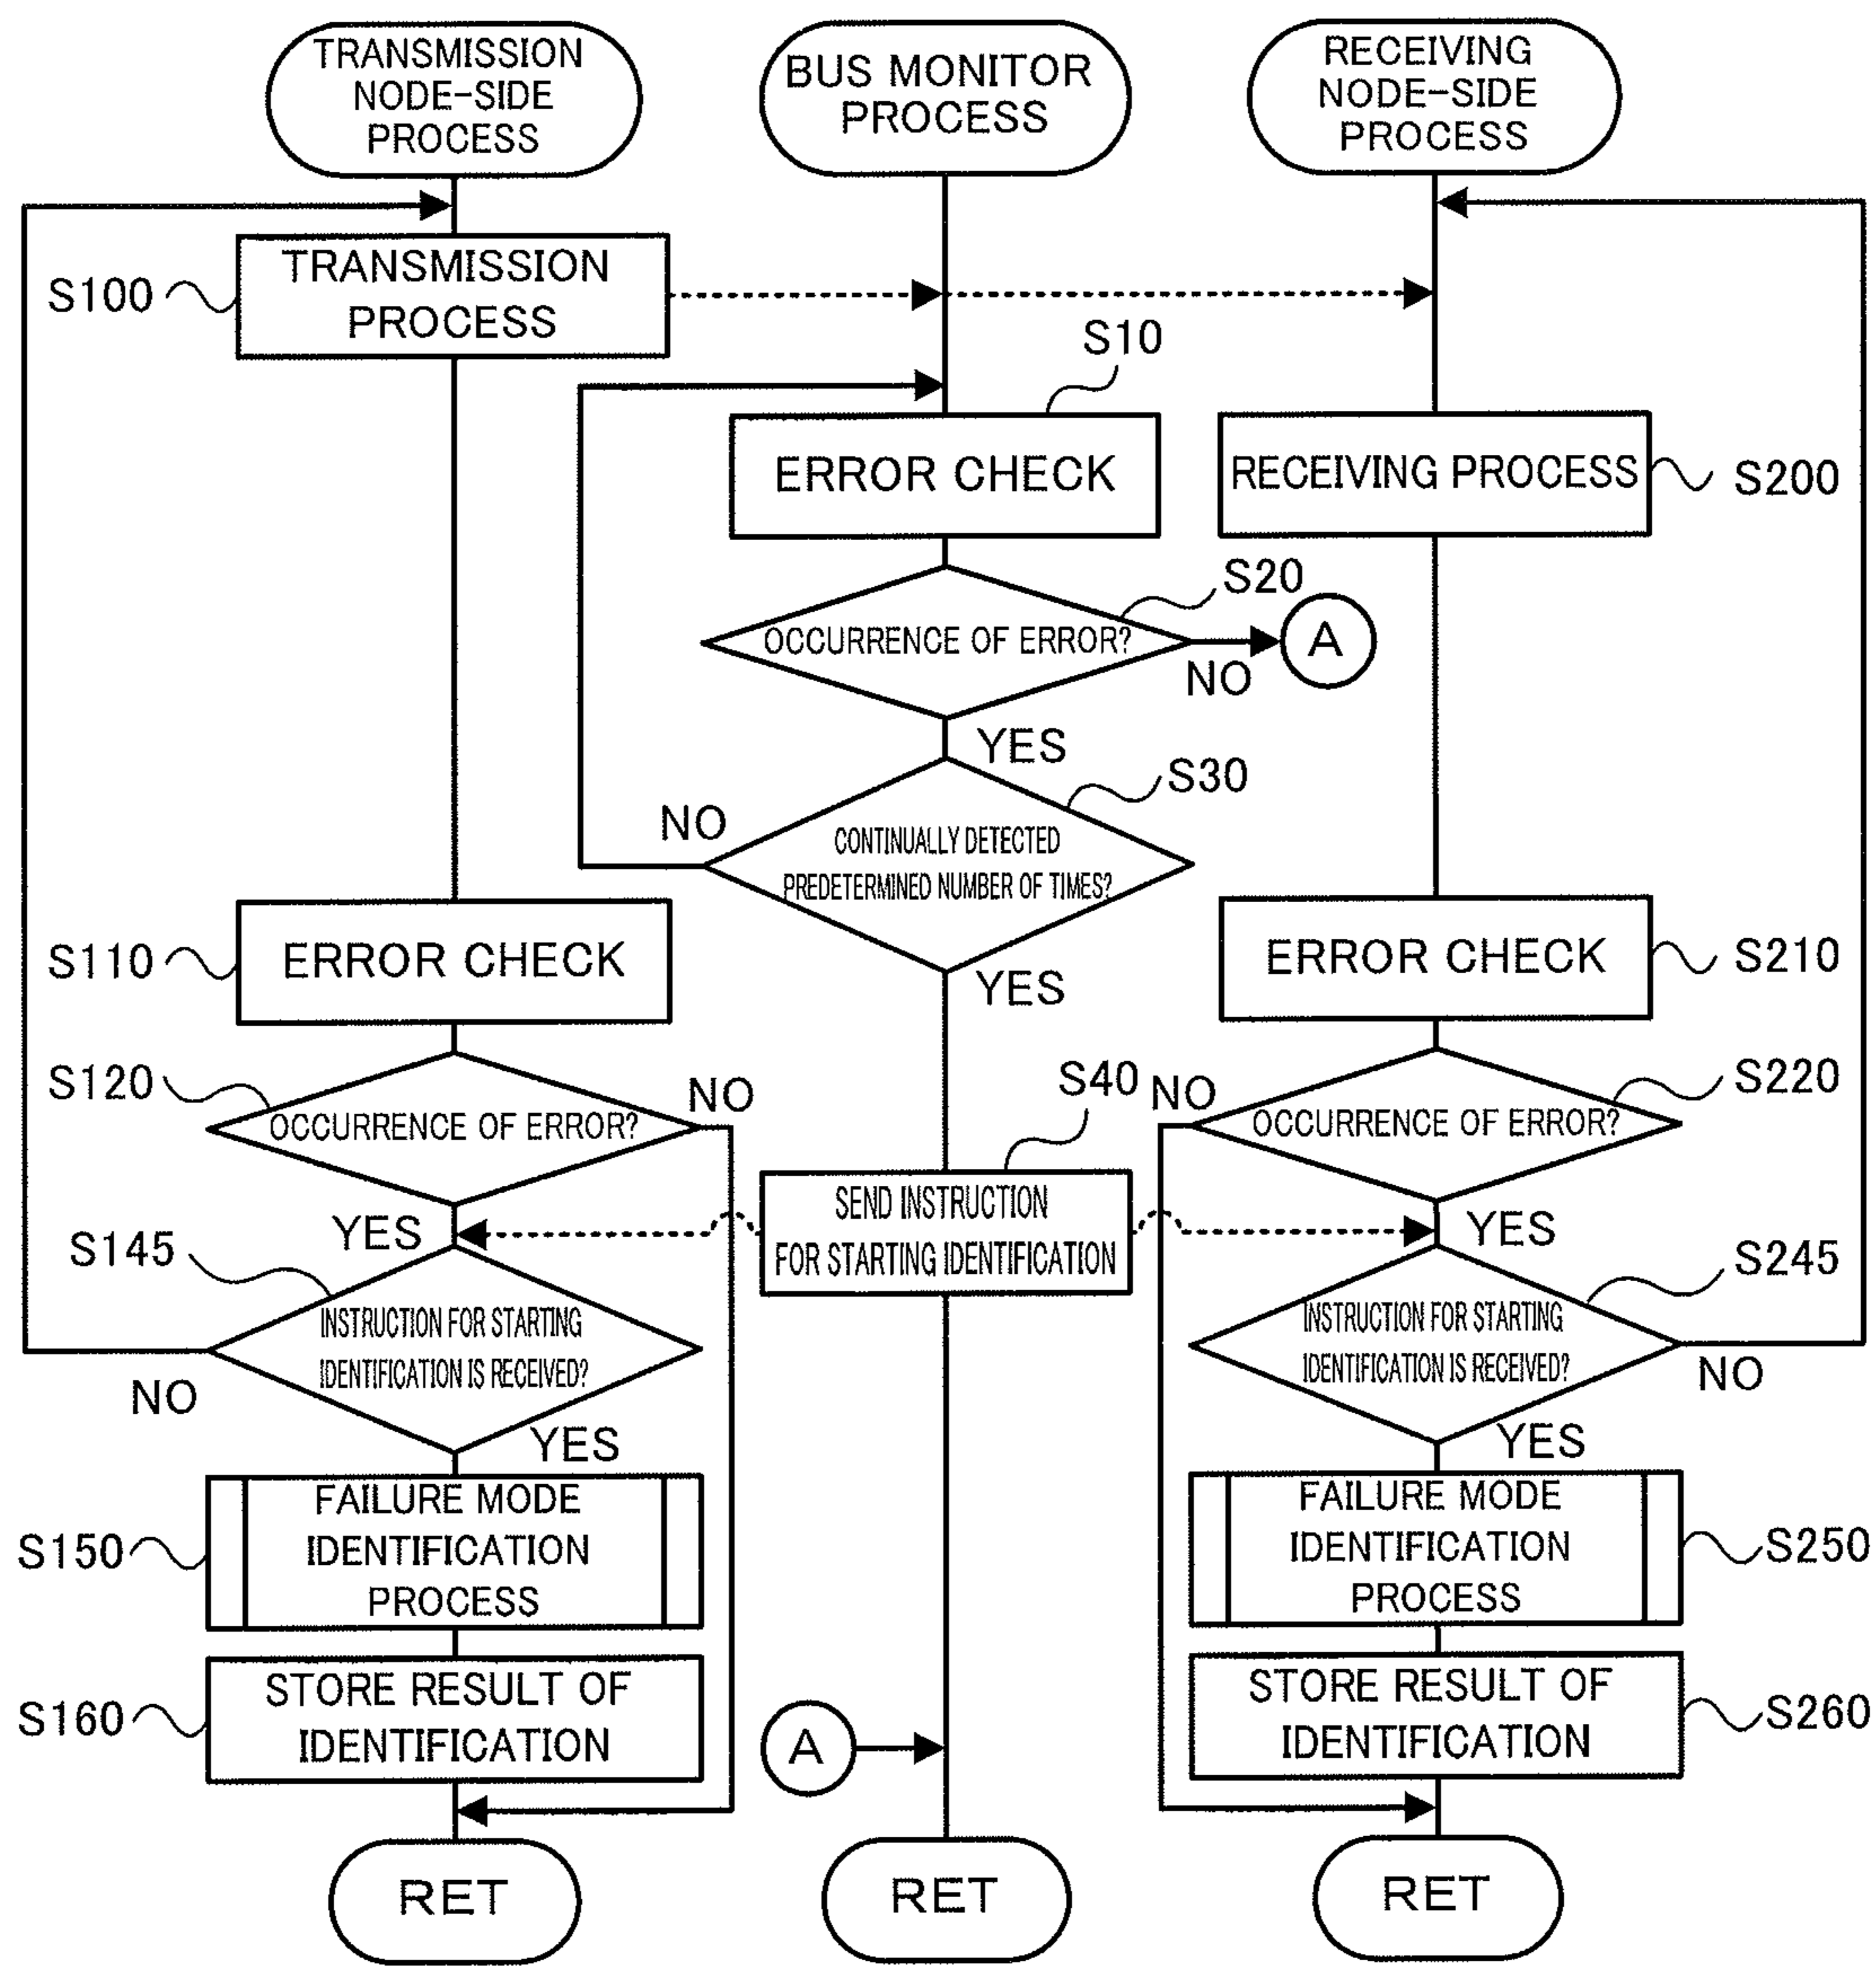 TRANSMISSION
NODE-SIDE
PROCESS
BUS MONITOR
PROCESS
RECEIVING
NODE-SIDE
PROCESS
S100
TRANSMISSION
PROCESS
S10
ERROR CHECK
RECEIVING PROCESS
S200
S20
OCCURRENCE OF ERROR?
NO
A
YES
S30
NO
CONTINUALLY DETECTED
PREDETERMINED NUMBER OF TIMES?
YES
S110
ERROR CHECK
ERROR CHECK
S210
S120
OCCURRENCE OF ERROR?
NO
YES
S40
SEND INSTRUCTION
FOR STARTING IDENTIFICATION
NO
OCCURRENCE OF ERROR?
S220
YES
S145
INSTRUCTION FOR STARTING
IDENTIFICATION IS RECEIVED?
NO
YES
S245
INSTRUCTION FOR STARTING
IDENTIFICATION IS RECEIVED?
NO
YES
S150
FAILURE MODE
IDENTIFICATION
PROCESS
FAILURE MODE
IDENTIFICATION
PROCESS
S250
S160
STORE RESULT OF
IDENTIFICATION
A
STORE RESULT OF
IDENTIFICATION
S260
RET
RET
RET